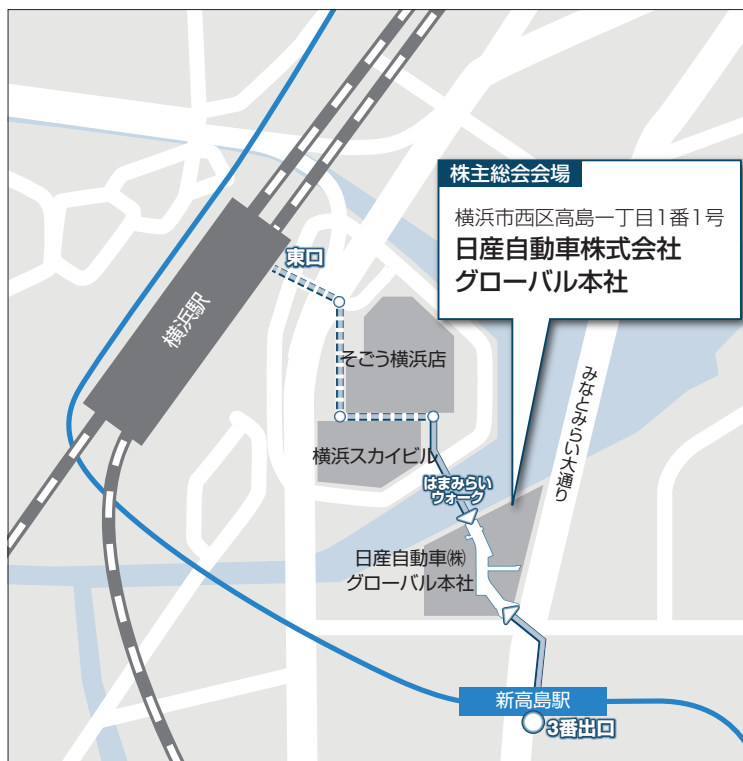 株主総会会場
横浜市西区高島一丁目1番1号
日産自動車株式会社
グローバル本社
東口
横浜駅
そごう横浜店
みなとみらい大通り
横浜スカイビル
はまみらい
ウォーク
日産自動車㈱
グローバル本社
新高島駅
3番出口